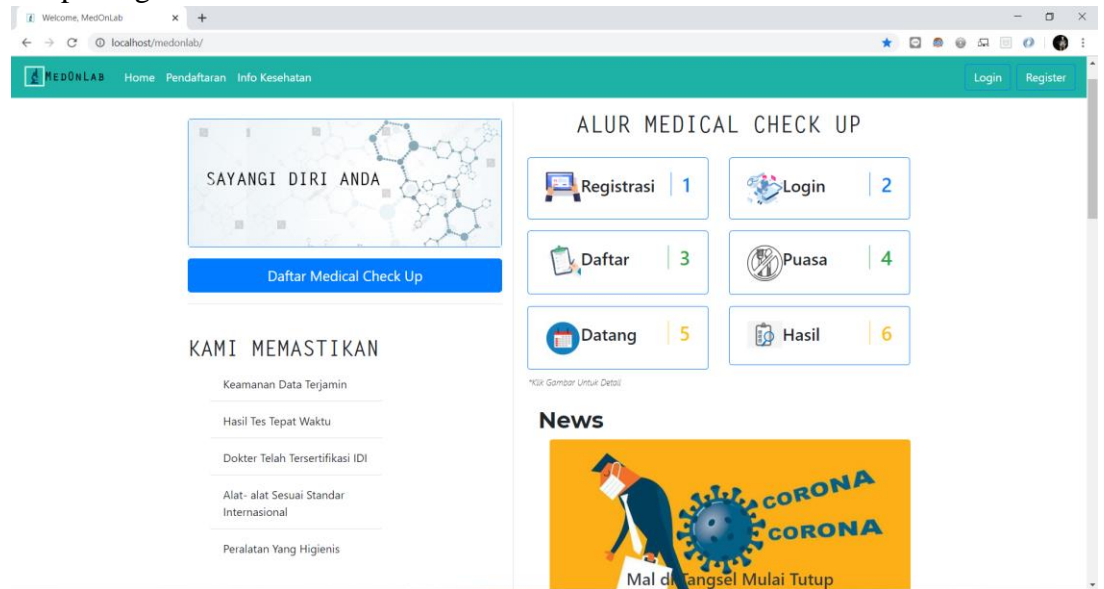 Welcome, MedOnLab
localhost/medonlab/
MEDONLAB Home Pendaftaran Info Kesehatan Login Register
SAYANGI DIRI ANDA
Daftar Medical Check Up
KAMI MEMASTIKAN
Keamanan Data Terjamin
Hasil Tes Tepat Waktu
Dokter Telah Tersertifikasi IDI
Alat- alat Sesuai Standar
Internasional
Peralatan Yang Higienis
ALUR MEDICAL CHECK UP
Registrasi 1
Login 2
Daftar 3
Puasa 4
Datang 5
Hasil 6
*Klik Gambar Untuk Detail
News
CORONA
CORONA
Mal di Tangsel Mulai Tutup